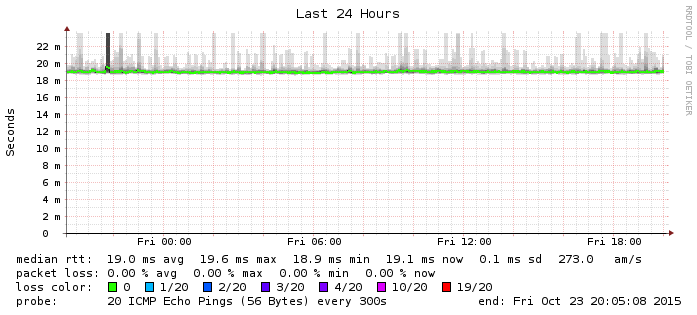 Last 24 Hours
RRDTOOL / TOBI OETIKER
Seconds
22 m
20 m
18 m
16 m
14 m
12 m
10 m
8 m
6 m
4 m
2 m
0
Fri 00:00 Fri 06:00 Fri 12:00 Fri 18:00
median rtt: 19.0 ms avg 19.6 ms max 18.9 ms min 19.1 ms now 0.1 ms sd 273.0 am/s
packet loss: 0.00 % avg 0.00 % max 0.00 % min 0.00 % now
loss color: 0 1/20 2/20 3/20 4/20 10/20 19/20
probe: 20 ICMP Echo Pings (56 Bytes) every 300s end: Fri Oct 23 20:05:08 2015